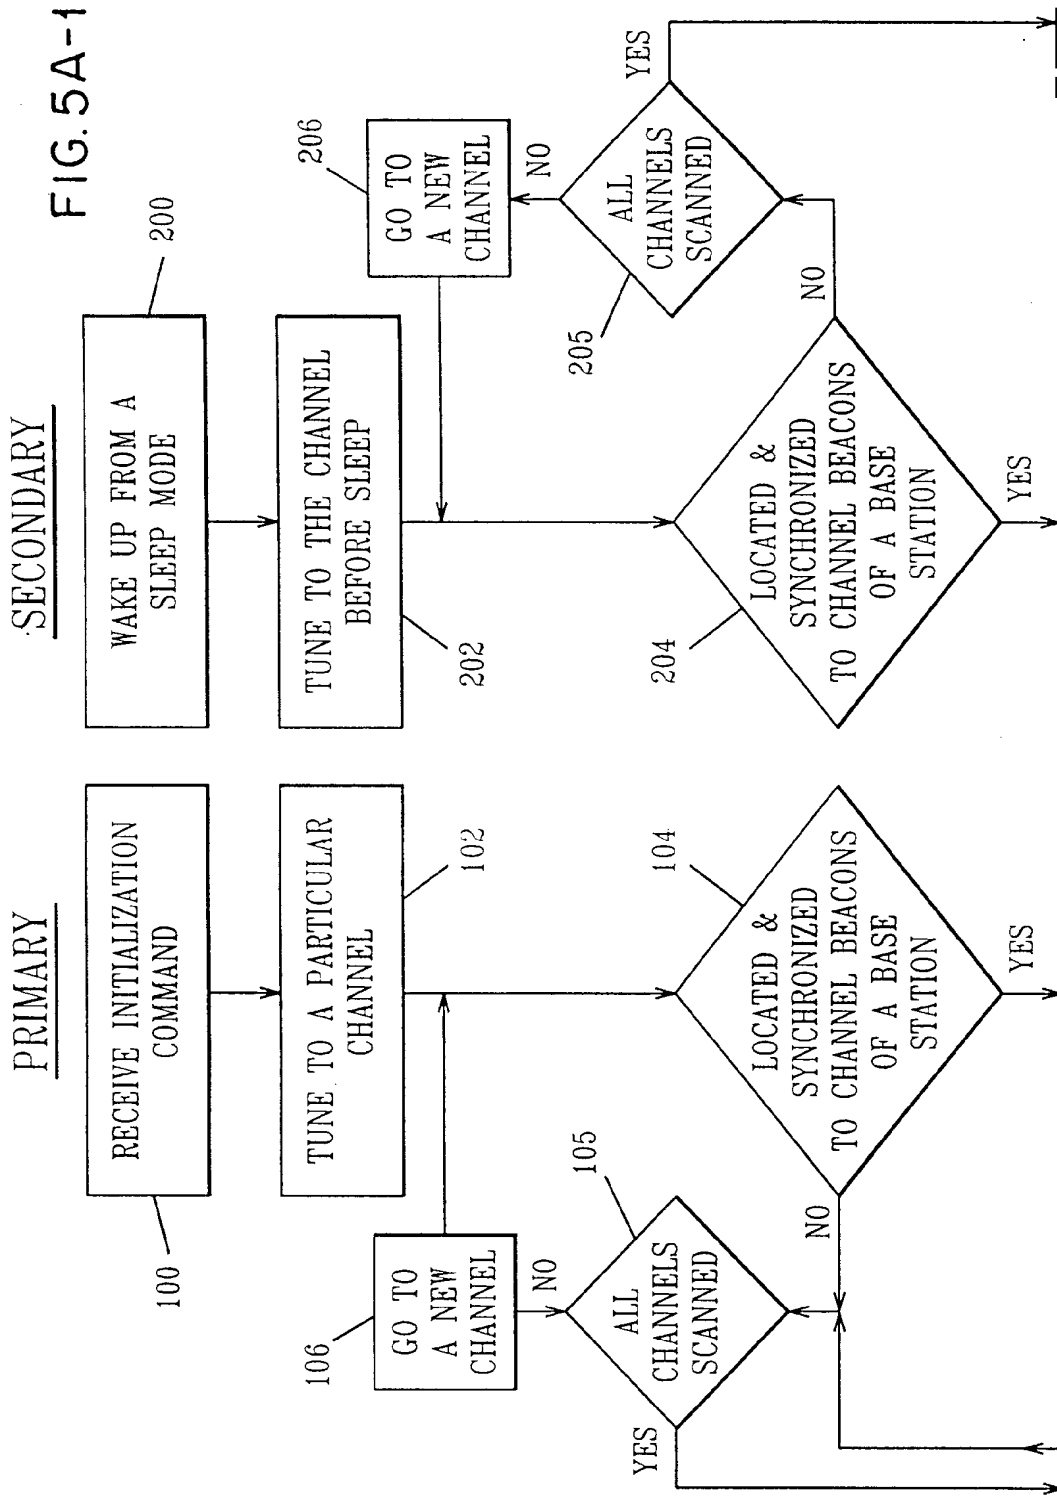 FIG. 5A-1
PRIMARY
RECEIVE INITIALIZATION
COMMAND
100
TUNE TO A PARTICULAR
CHANNEL
102
GO TO
A NEW
CHANNEL
106
NO
ALL
CHANNELS
SCANNED
105
YES
NO
LOCATED &
SYNCHRONIZED
TO CHANNEL BEACONS
OF A BASE
STATION
104
YES
SECONDARY
WAKE UP FROM A
SLEEP MODE
200
TUNE TO THE CHANNEL
BEFORE SLEEP
202
LOCATED &
SYNCHRONIZED
TO CHANNEL BEACONS
OF A BASE
STATION
204
YES
NO
GO TO
A NEW
CHANNEL
206
NO
ALL
CHANNELS
SCANNED
205
YES